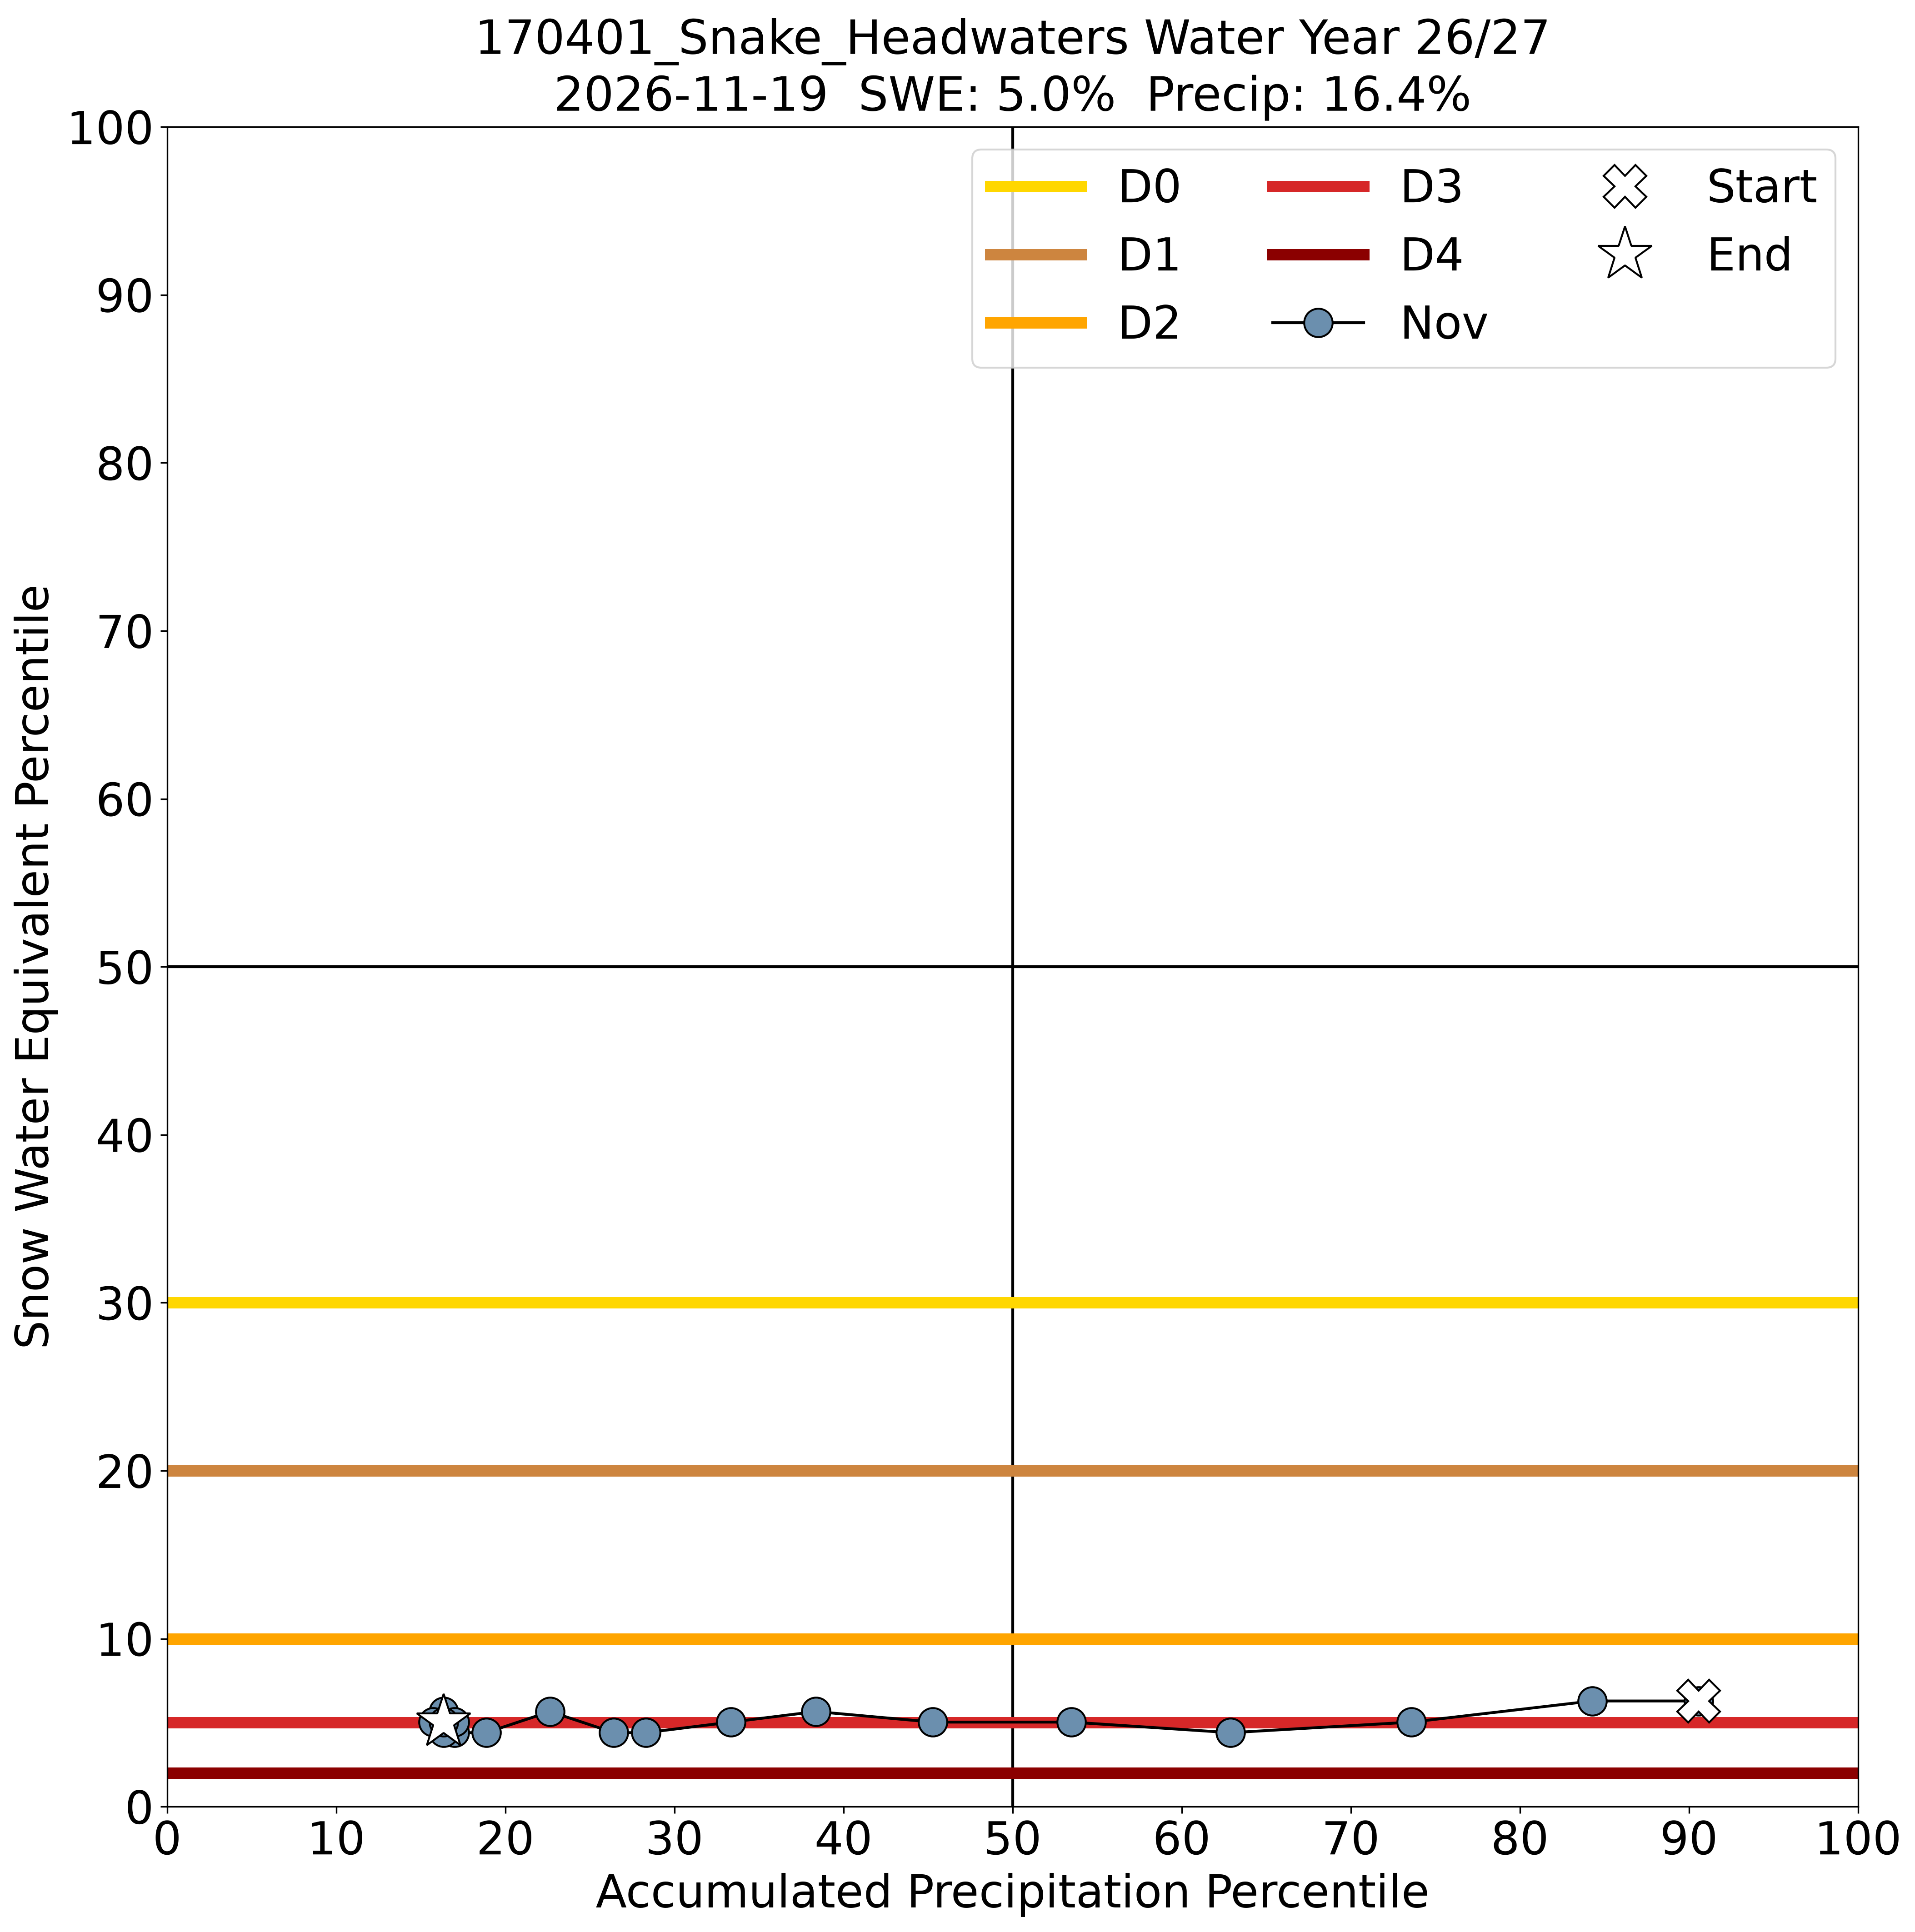 170401_Snake_Headwaters Water Year 26/27
2026-11-19 SWE: 5.0% Precip: 16.4%
D0
D1
D2
D3
D4
Nov
Start
End
Snow Water Equivalent Percentile
100
90
80
70
60
50
40
30
20
10
0
0 10 20 30 40 50 60 70 80 90 100
Accumulated Precipitation Percentile